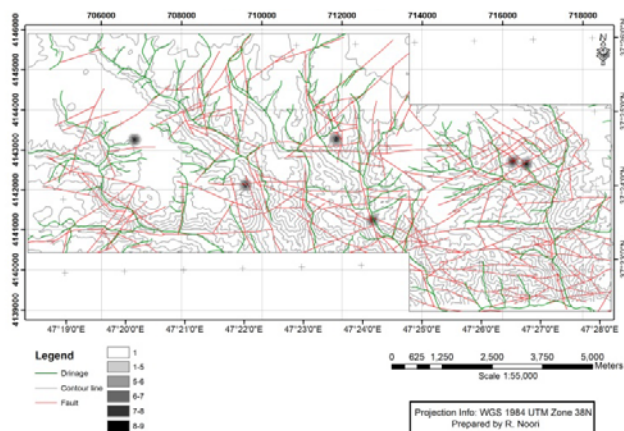 706000 708000 710000 712000 714000 716000 718000
4146000
4145000
4144000
4143000
4142000
4141000
4140000
4139000
47°19'0"E 47°20'0"E 47°21'0"E 47°22'0"E 47°23'0"E 47°24'0"E 47°25'0"E 47°26'0"E 47°27'0"E 47°28'0"E
Legend
Drinage
Contour line
Fault
1
1-5
5-6
6-7
7-8
8-9
0 625 1,250 2,500 3,750 5,000
Meters
Scale 1:55,000
Projection Info: WGS 1984 UTM Zone 38N
Prepared by R. Noori